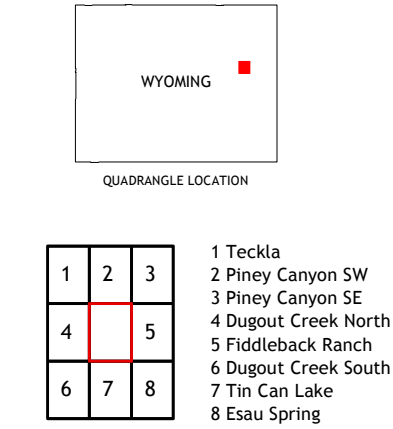 WYOMING
QUADRANGLE LOCATION
1 2 3
4 5
6 7 8
1 Teckla
2 Piney Canyon SW
3 Piney Canyon SE
4 Dugout Creek North
5 Fiddleback Ranch
6 Dugout Creek South
7 Tin Can Lake
8 Esau Spring